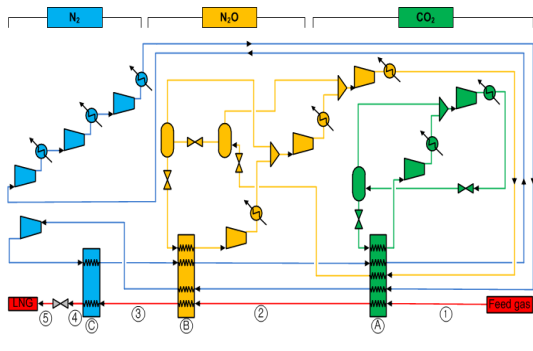 N₂
N₂O
CO₂
LNG
Feed gas
⑤
④
③
②
①
Ⓒ
Ⓑ
Ⓐ